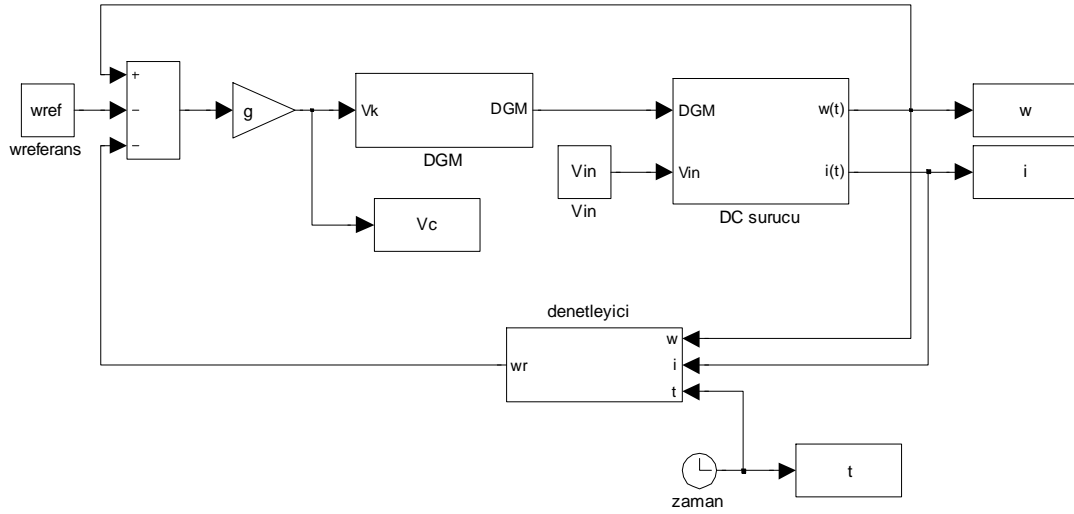 +
−
−
wref
wreferans
g
Vk
DGM
DGM
Vc
Vin
Vin
DGM
Vin
w(t)
i(t)
DC surucu
w
i
denetleyici
wr
w
i
t
zaman
t